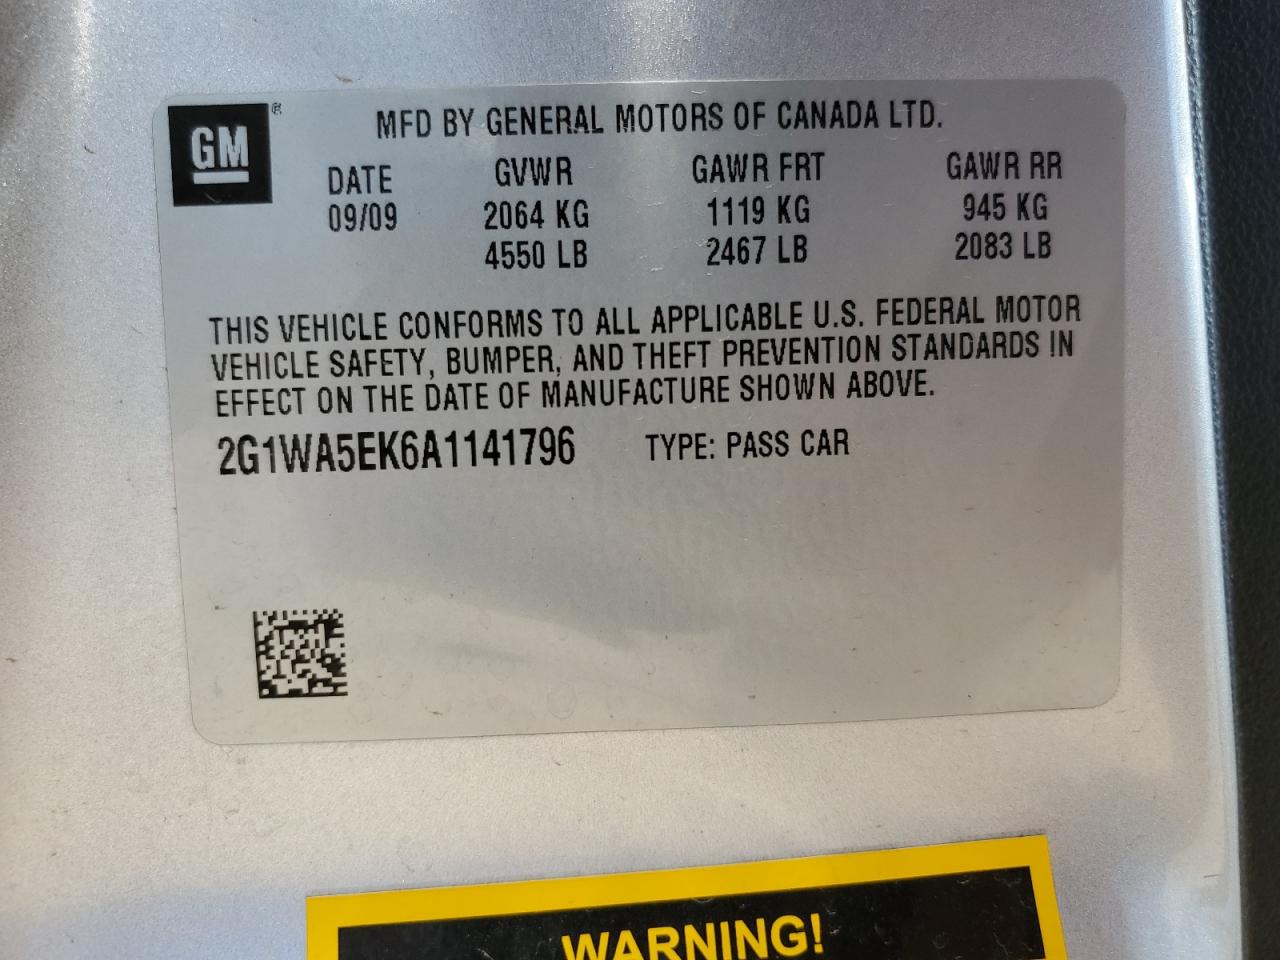 GM®
MFD BY GENERAL MOTORS OF CANADA LTD.
DATE GVWR GAWR FRT GAWR RR
09/09 2064 KG 1119 KG 945 KG
4550 LB 2467 LB 2083 LB
THIS VEHICLE CONFORMS TO ALL APPLICABLE U.S. FEDERAL MOTOR
VEHICLE SAFETY, BUMPER, AND THEFT PREVENTION STANDARDS IN
EFFECT ON THE DATE OF MANUFACTURE SHOWN ABOVE.
2G1WA5EK6A1141796 TYPE: PASS CAR
WARNING!